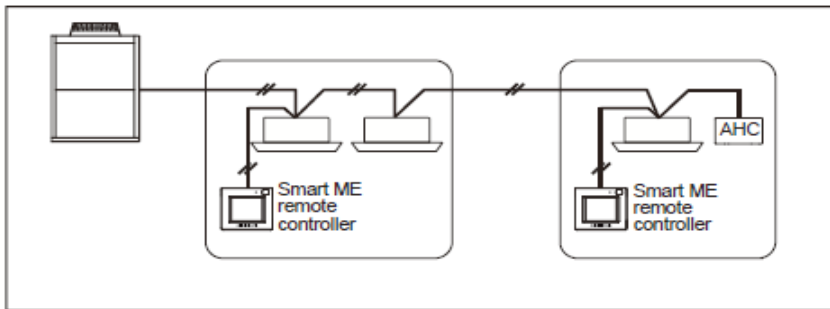 Smart ME
remote
controller
AHC
Smart ME
remote
controller